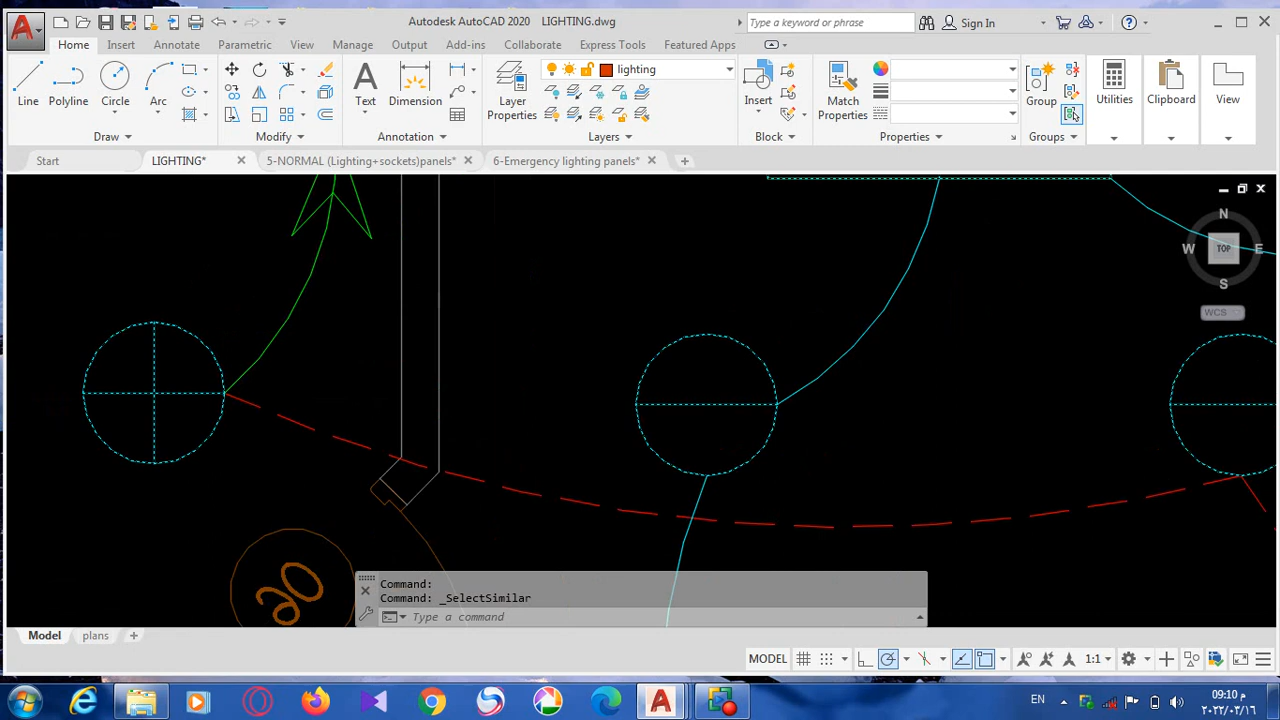 Autodesk AutoCAD 2020 LIGHTING.dwg
Type a keyword or phrase
Sign In
Home Insert Annotate Parametric View Manage Output Add-ins Collaborate Express Tools Featured Apps
Line Polyline Circle Arc
Text Dimension
Layer Properties
lighting
Insert
Match Properties
Group
Utilities
Clipboard
View
Draw Modify Annotation Layers Block Properties Groups
Start LIGHTING* 5-NORMAL (Lighting+sockets)panels* 6-Emergency lighting panels*
N
W TOP E
S
WCS
Command:
Command: _SelectSimilar
Type a command
Model plans
MODEL 1:1
EN
09:10 م
٢٠٢٢/٠٣/١٦